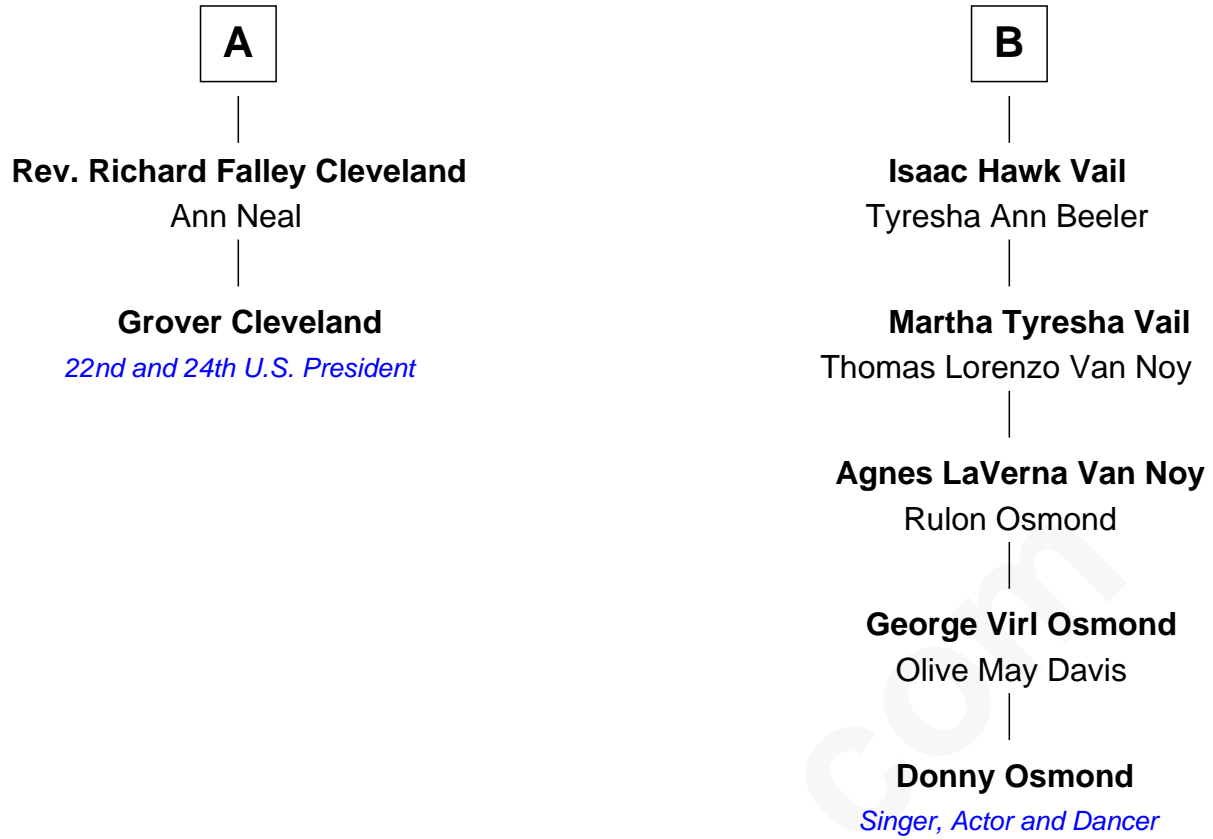 A
Rev. Richard Falley Cleveland
Ann Neal
Grover Cleveland
22nd and 24th U.S. President
B
Isaac Hawk Vail
Tyresha Ann Beeler
Martha Tyresha Vail
Thomas Lorenzo Van Noy
Agnes LaVerna Van Noy
Rulon Osmond
George Virl Osmond
Olive May Davis
Donny Osmond
Singer, Actor and Dancer
com